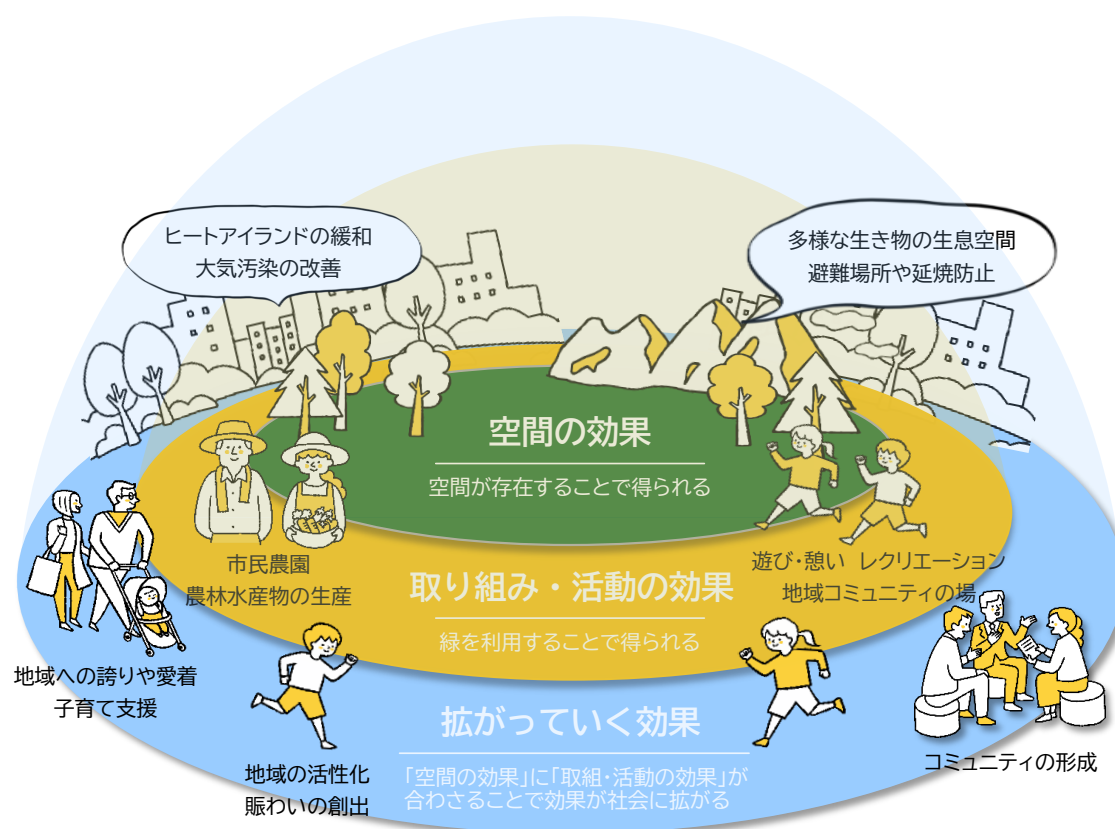 ヒートアイランドの緩和
大気汚染の改善
多様な生き物の生息空間
避難場所や延焼防止
空間の効果
空間が存在することで得られる
市民農園
農林水産物の生産
遊び・憩い レクリエーション
地域コミュニティの場
取り組み・活動の効果
緑を利用することで得られる
地域への誇りや愛着
子育て支援
拡がっていく効果
「空間の効果」に「取組・活動の効果」が
合わさることで効果が社会に拡がる
地域の活性化
賑わいの創出
コミュニティの形成